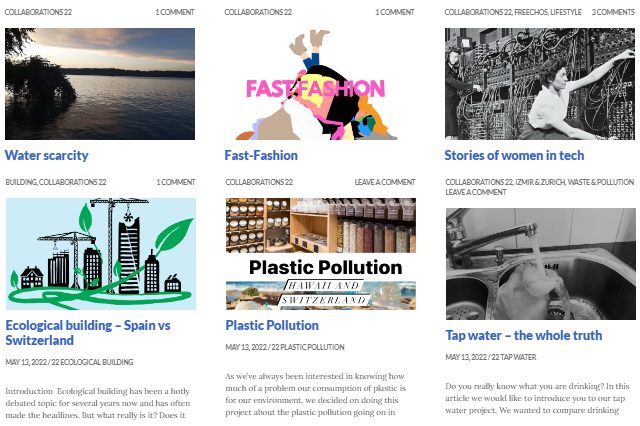 COLLABORATIONS 22 1 COMMENT
COLLABORATIONS 22 1 COMMENT
COLLABORATIONS 22, FREECHOS, LIFESTYLE 3 COMMENTS
FAST FASHION
Water scarcity
Fast-Fashion
Stories of women in tech
BUILDING, COLLABORATIONS 22 1 COMMENT
COLLABORATIONS 22 LEAVE A COMMENT
COLLABORATIONS 22, IZMIR & ZURICH, WASTE & POLLUTION
LEAVE A COMMENT
Plastic Pollution
HAWAII AND
SWITZERLAND
Ecological building – Spain vs
Switzerland
MAY 13, 2022 / 22 ECOLOGICAL BUILDING
Introduction Ecological building has been a hotly
debated topic for several years now and has often
made the headlines. But what really is it? Does it
Plastic Pollution
MAY 13, 2022 / 22 PLASTIC POLLUTION
As we've always been interested in knowing how
much of a problem our consumption of plastic is
for our environment, we decided on doing this
project about the plastic pollution going on in
Tap water – the whole truth
MAY 13, 2022 / 22 TAP WATER
Do you really know what you are drinking? In this
article we would like to introduce you to our tap
water project. We wanted to compare drinking